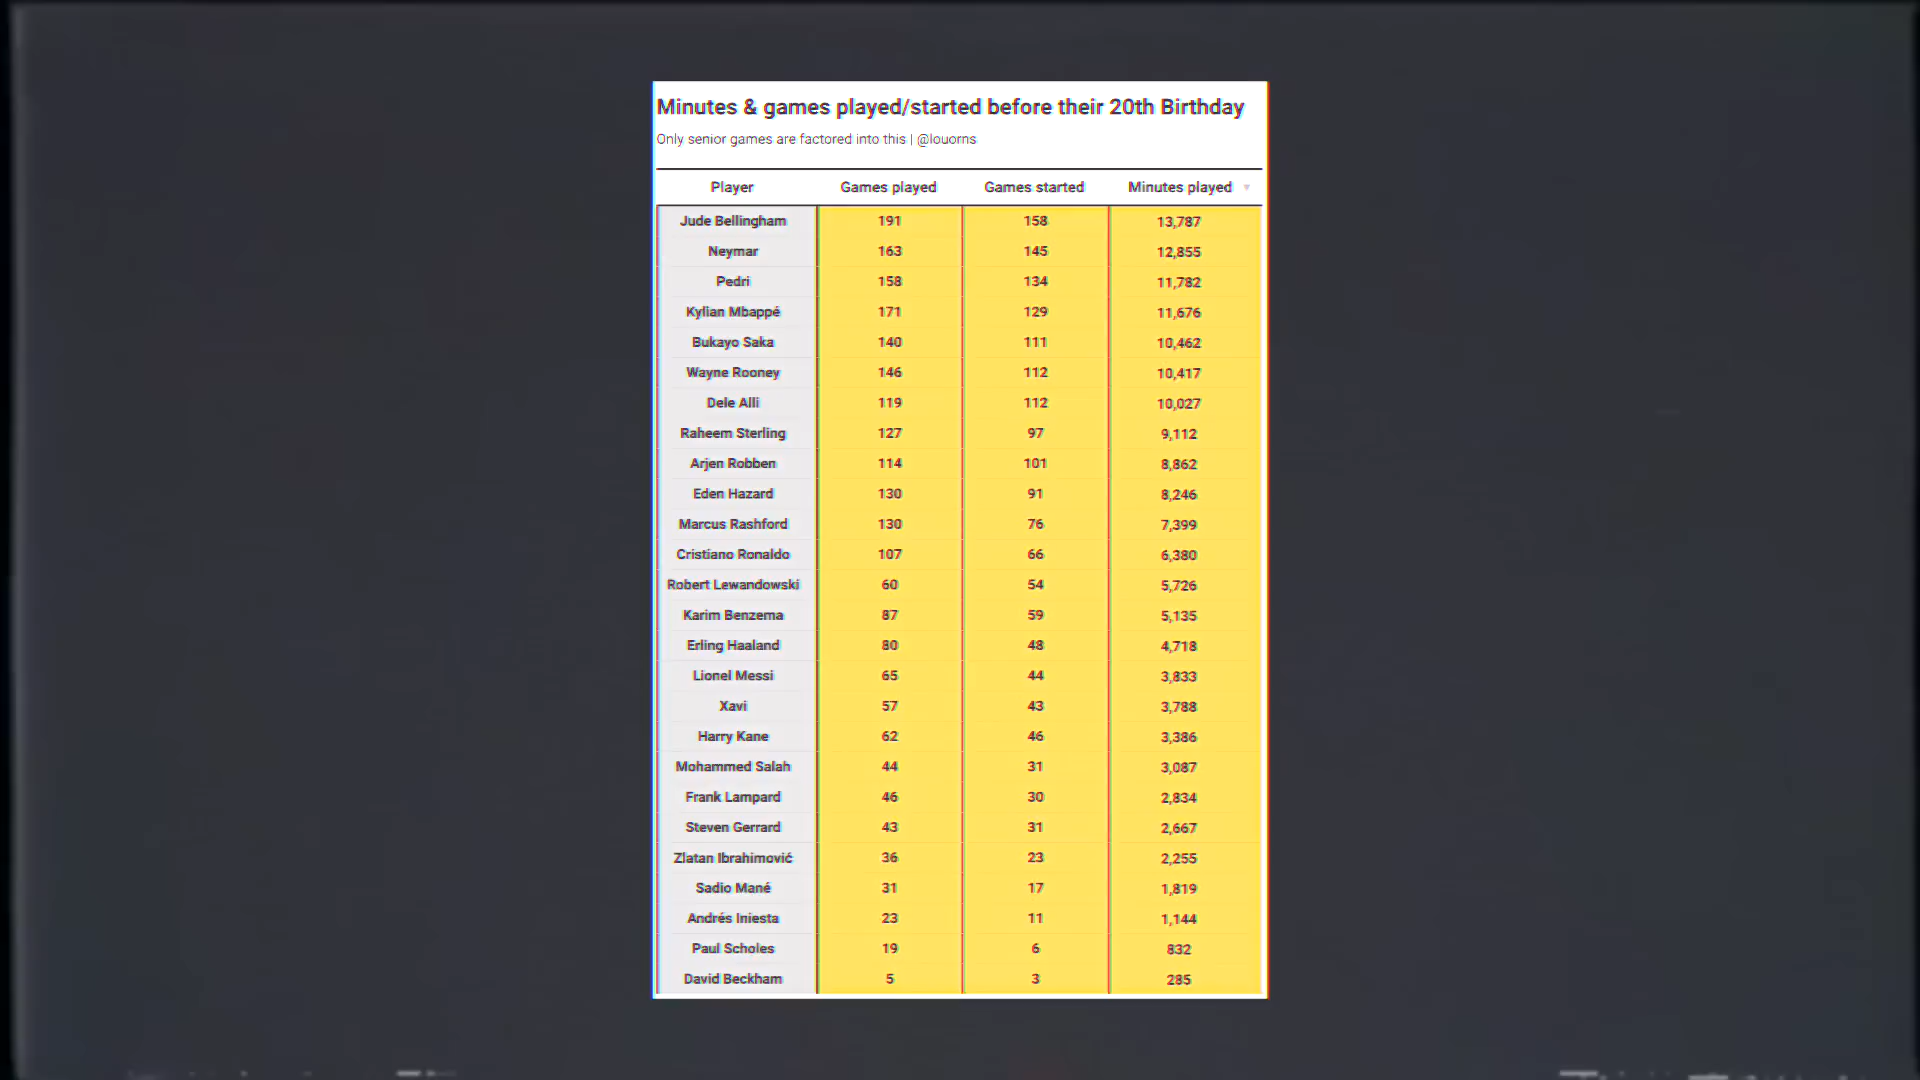 Minutes & games played/started before their 20th Birthday
Only senior games are factored into this | @louorns
Player Games played Games started Minutes played
Jude Bellingham 191 158 13,787
Neymar 163 145 12,855
Pedri 158 134 11,782
Kylian Mbappé 171 129 11,676
Bukayo Saka 140 111 10,462
Wayne Rooney 146 112 10,417
Dele Alli 119 112 10,027
Raheem Sterling 127 97 9,112
Arjen Robben 114 101 8,862
Eden Hazard 130 91 8,246
Marcus Rashford 130 76 7,399
Cristiano Ronaldo 107 66 6,380
Robert Lewandowski 60 54 5,726
Karim Benzema 87 59 5,135
Erling Haaland 80 48 4,718
Lionel Messi 65 44 3,833
Xavi 57 43 3,788
Harry Kane 62 46 3,386
Mohammed Salah 44 31 3,087
Frank Lampard 46 30 2,834
Steven Gerrard 43 31 2,667
Zlatan Ibrahimović 36 23 2,255
Sadio Mané 31 17 1,819
Andrés Iniesta 23 11 1,144
Paul Scholes 19 6 832
David Beckham 5 3 285